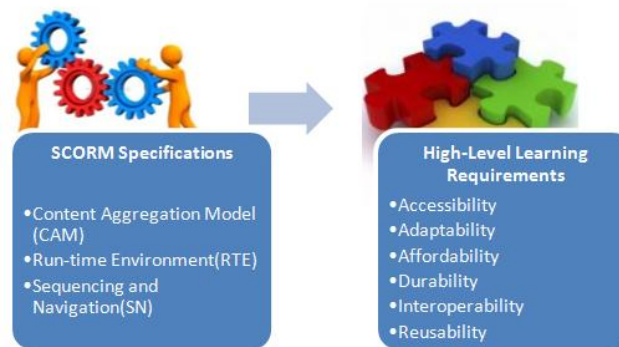 SCORM Specifications
•Content Aggregation Model
(CAM)
•Run-time Environment(RTE)
•Sequencing and
Navigation(SN)
High-Level Learning
Requirements
•Accessibility
•Adaptability
•Affordability
•Durability
•Interoperability
•Reusability